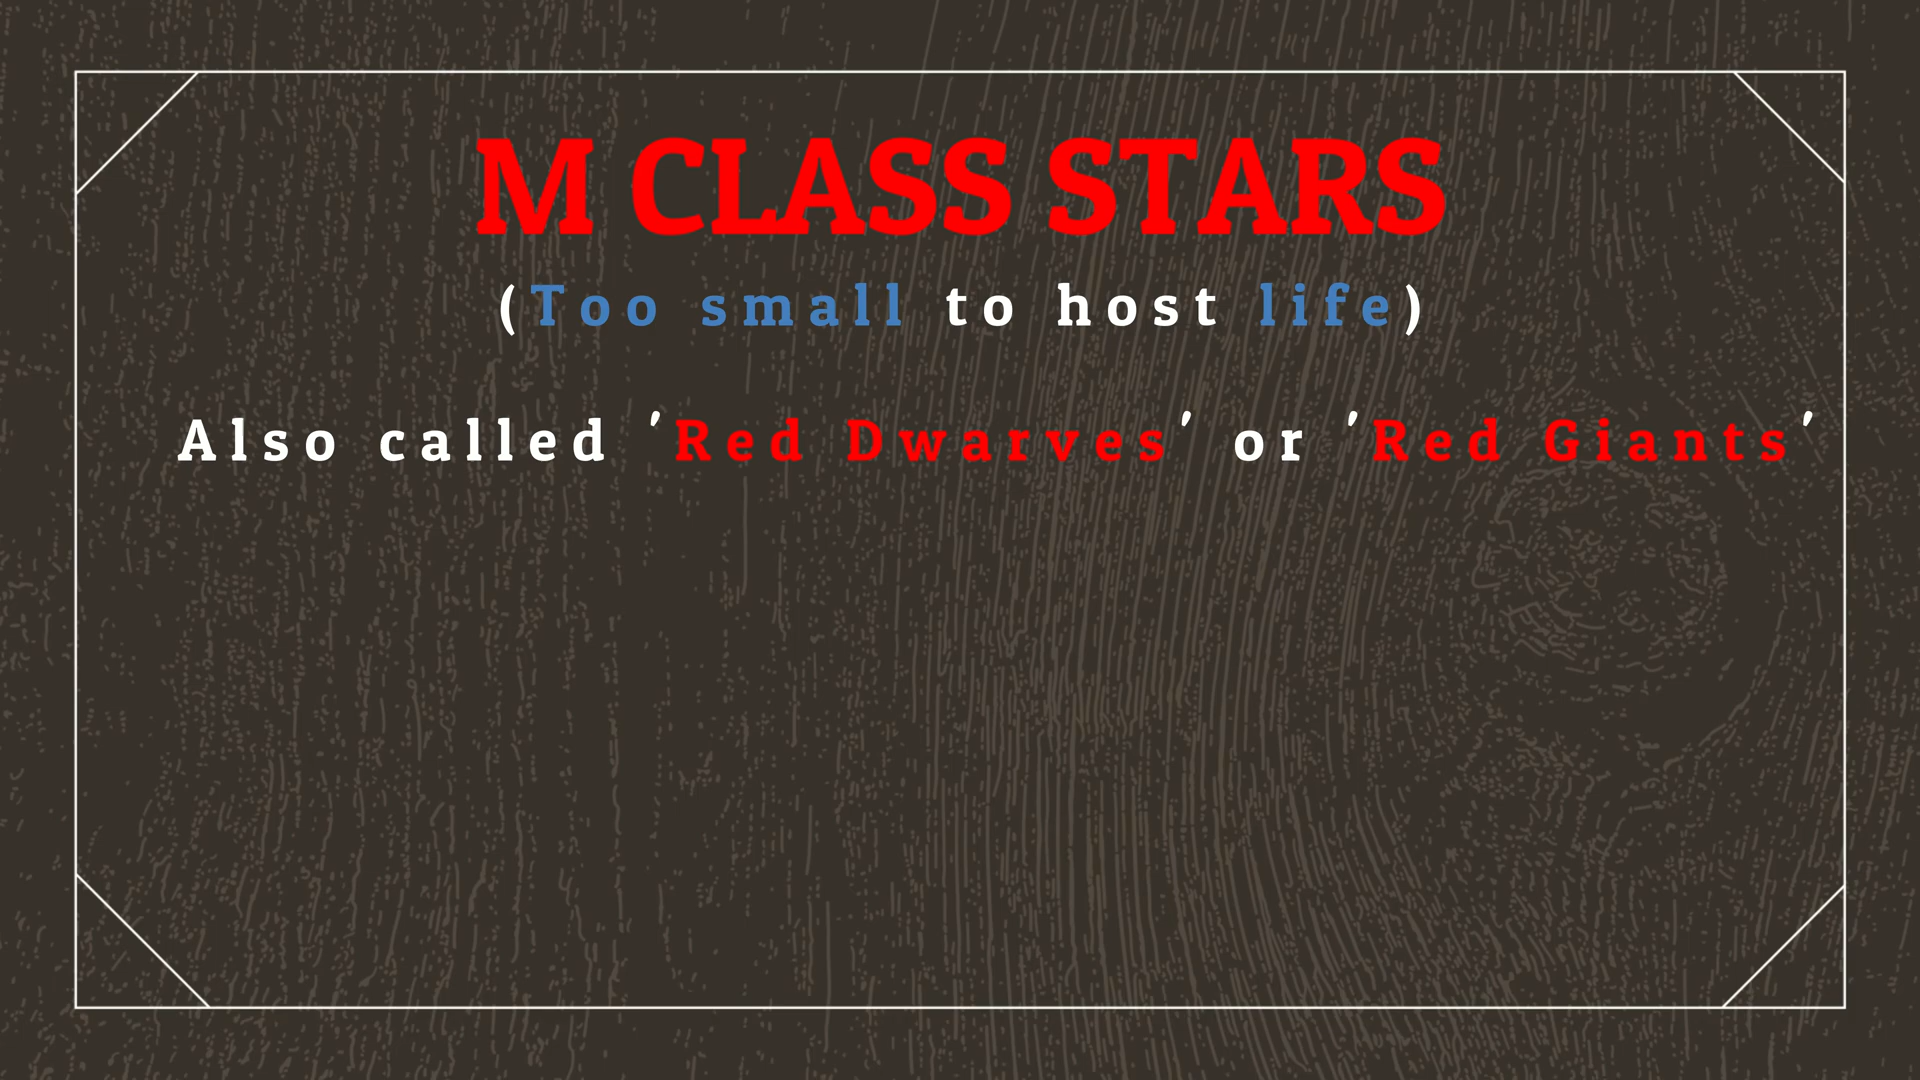 M CLASS STARS
(Too small to host life)
Also called 'Red Dwarves' or 'Red Giants'